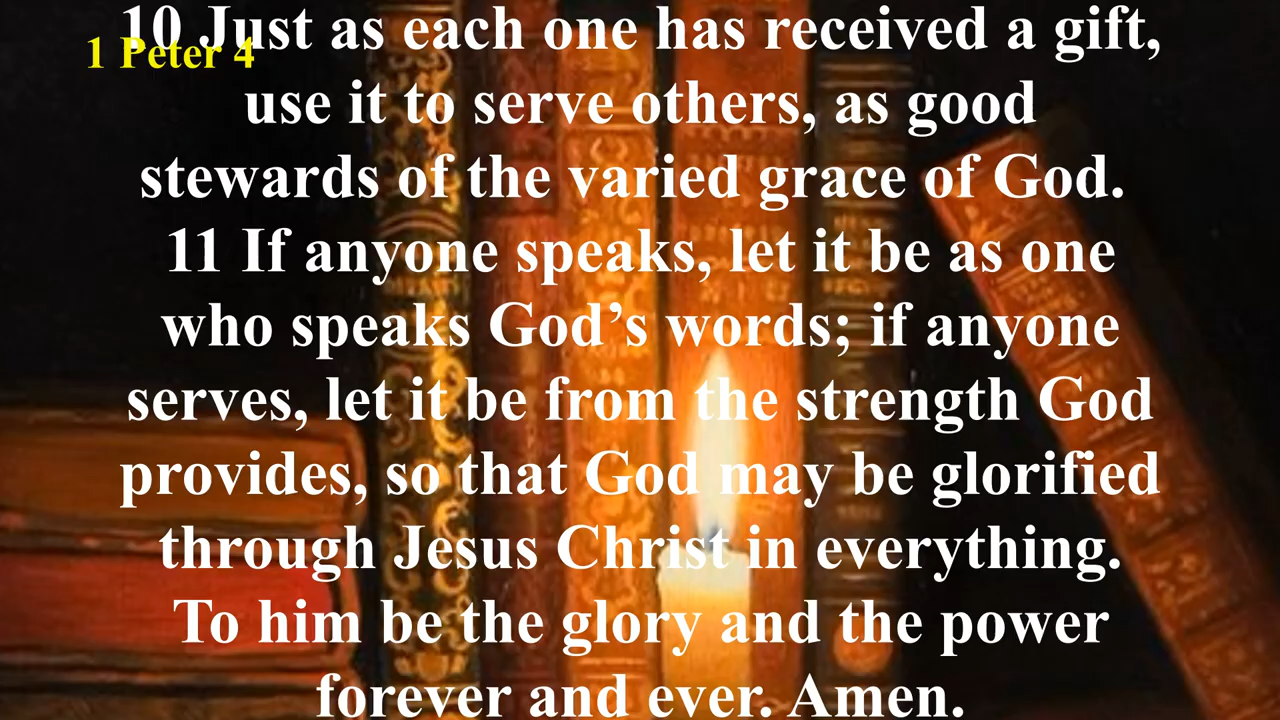 10 Just as each one has received a gift,
1 Peter 4
use it to serve others, as good
stewards of the varied grace of God.
11 If anyone speaks, let it be as one
who speaks God’s words; if anyone
serves, let it be from the strength God
provides, so that God may be glorified
through Jesus Christ in everything.
To him be the glory and the power
forever and ever. Amen.